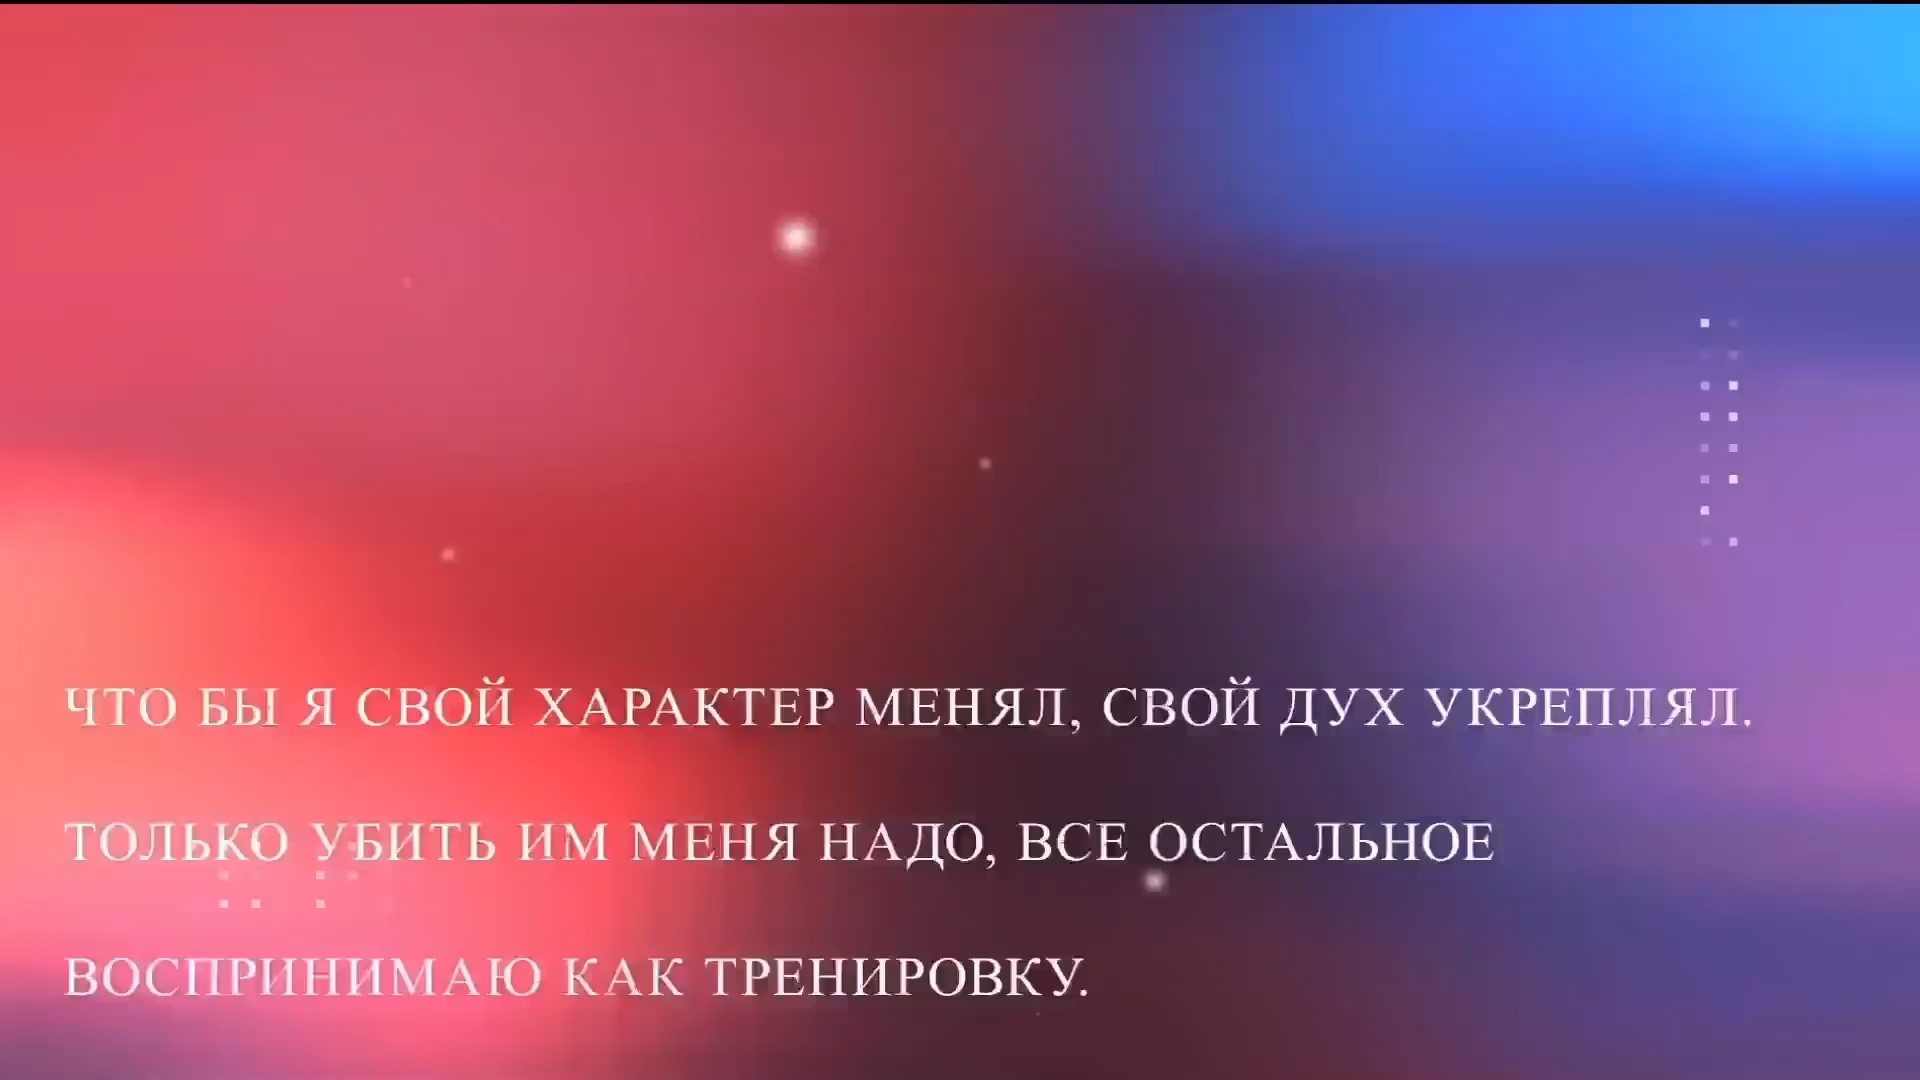 ЧТО БЫ Я СВОЙ ХАРАКТЕР МЕНЯЛ, СВОЙ ДУХ УКРЕПЛЯЛ.
ТОЛЬКО УБИТЬ ИМ МЕНЯ НАДО, ВСЕ ОСТАЛЬНОЕ
ВОСПРИНИМАЮ КАК ТРЕНИРОВКУ.